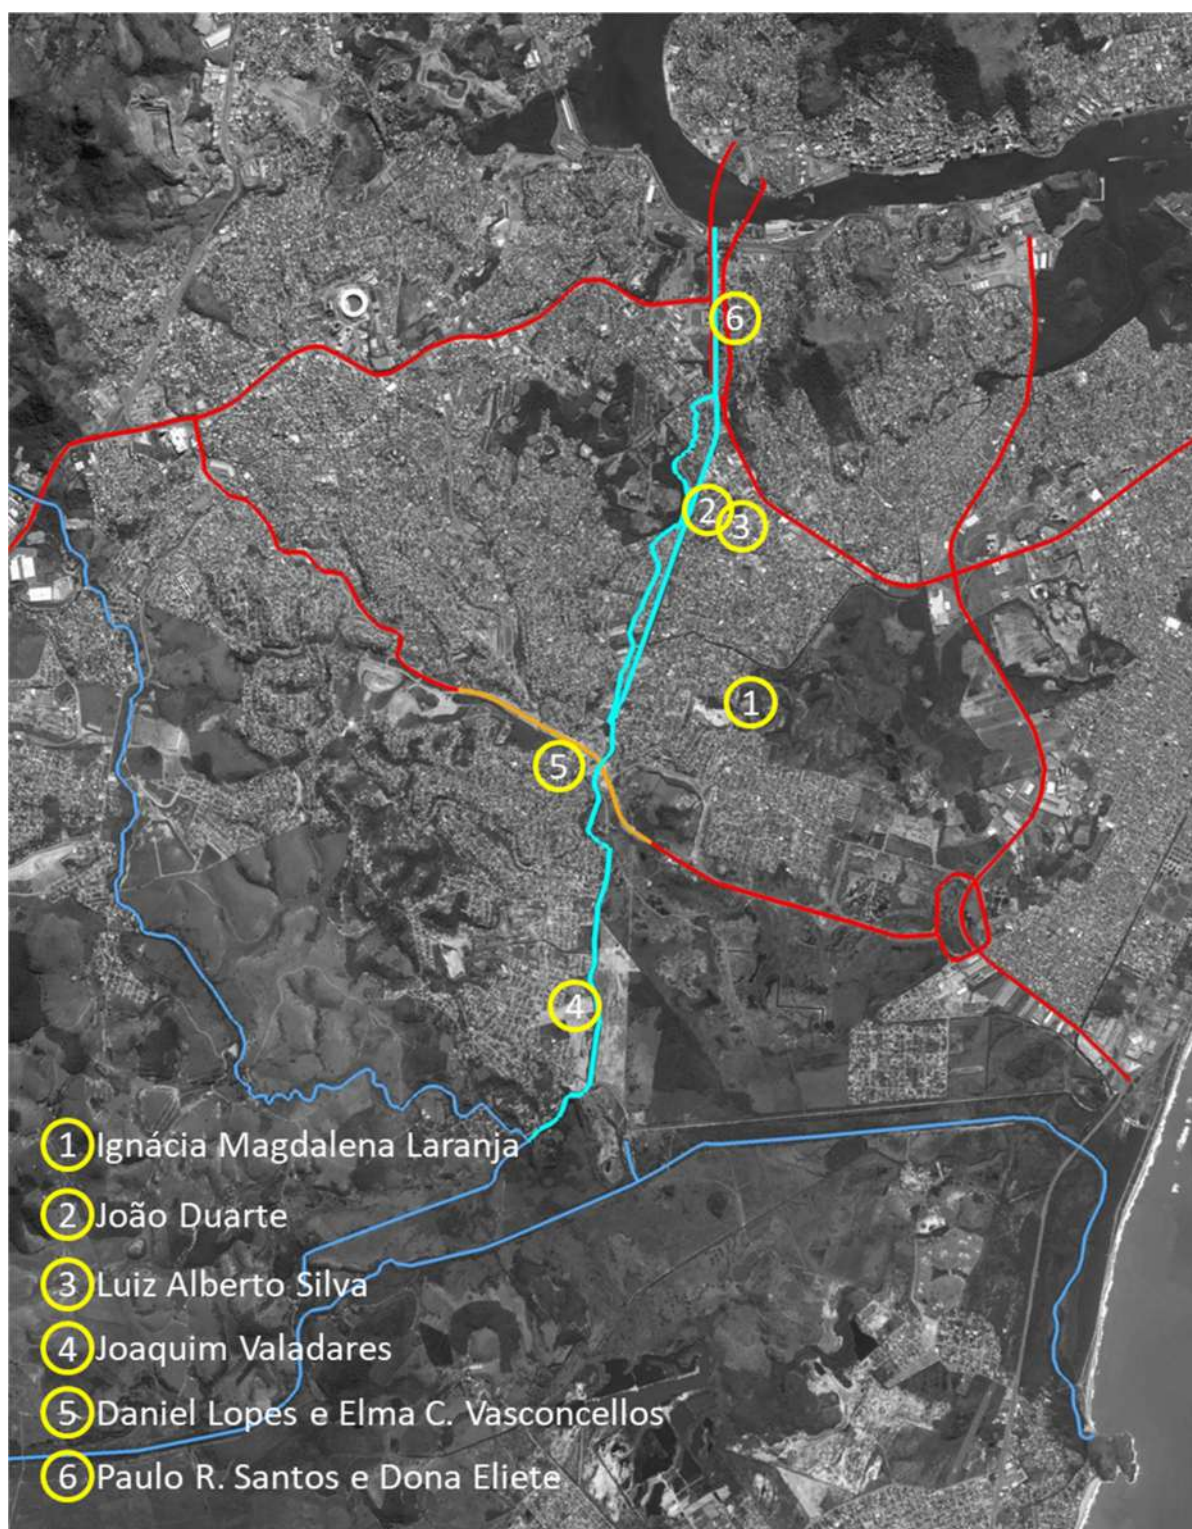 6
2
3
1
5
4
1 Ignácia Magdalena Laranja
2 João Duarte
3 Luiz Alberto Silva
4 Joaquim Valadares
5 Daniel Lopes e Elma C. Vasconcellos
6 Paulo R. Santos e Dona Eliete